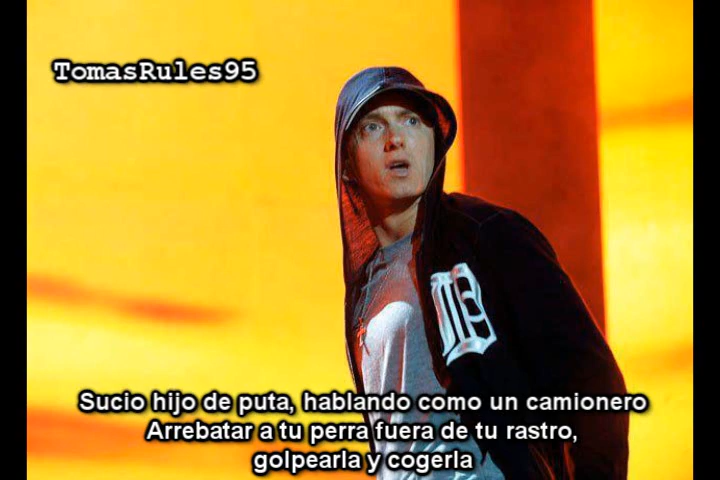 TomasRules95
Sucio hijo de puta, hablando como un camionero
Arrebatar a tu perra fuera de tu rastro,
golpearla y cogerla